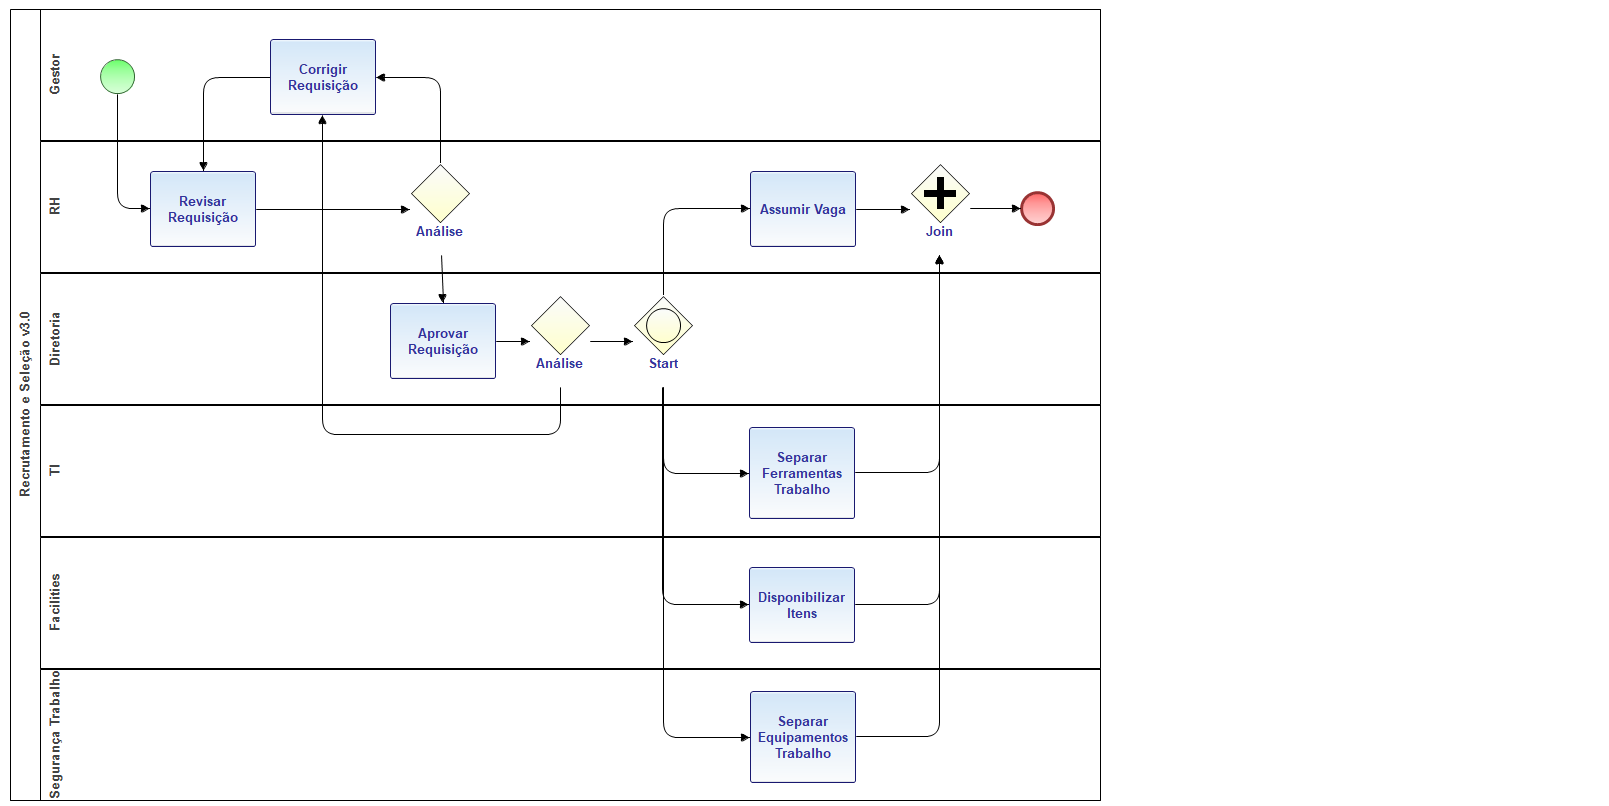 Recrutamento e Seleção v3.0
Gestor
Corrigir
Requisição
RH
Revisar
Requisição
Análise
Assumir Vaga
Join
Diretoria
Aprovar
Requisição
Análise
Start
TI
Separar
Ferramentas
Trabalho
Facilities
Disponibilizar
Itens
Segurança Trabalho
Separar
Equipamentos
Trabalho